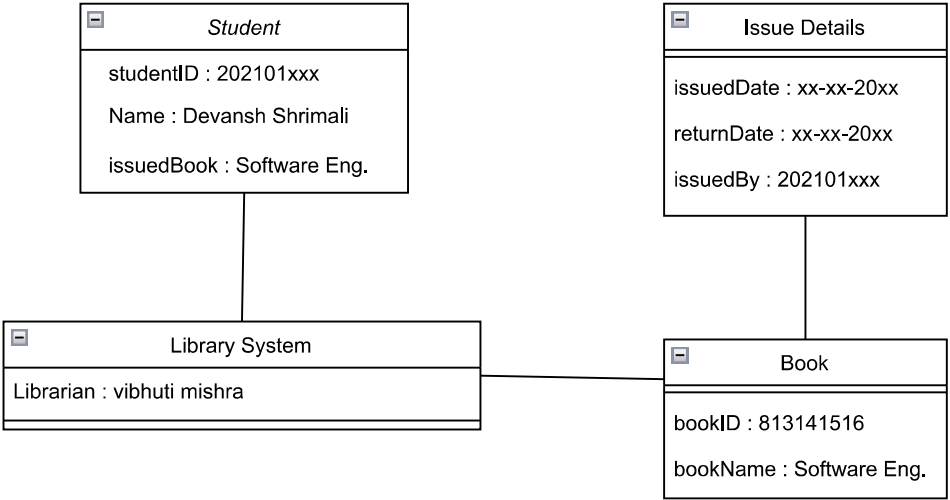 Student
studentID : 202101xxx
Name : Devansh Shrimali
issuedBook : Software Eng.
Issue Details
issuedDate : xx-xx-20xx
returnDate : xx-xx-20xx
issuedBy : 202101xxx
Library System
Librarian : vibhuti mishra
Book
bookID : 813141516
bookName : Software Eng.